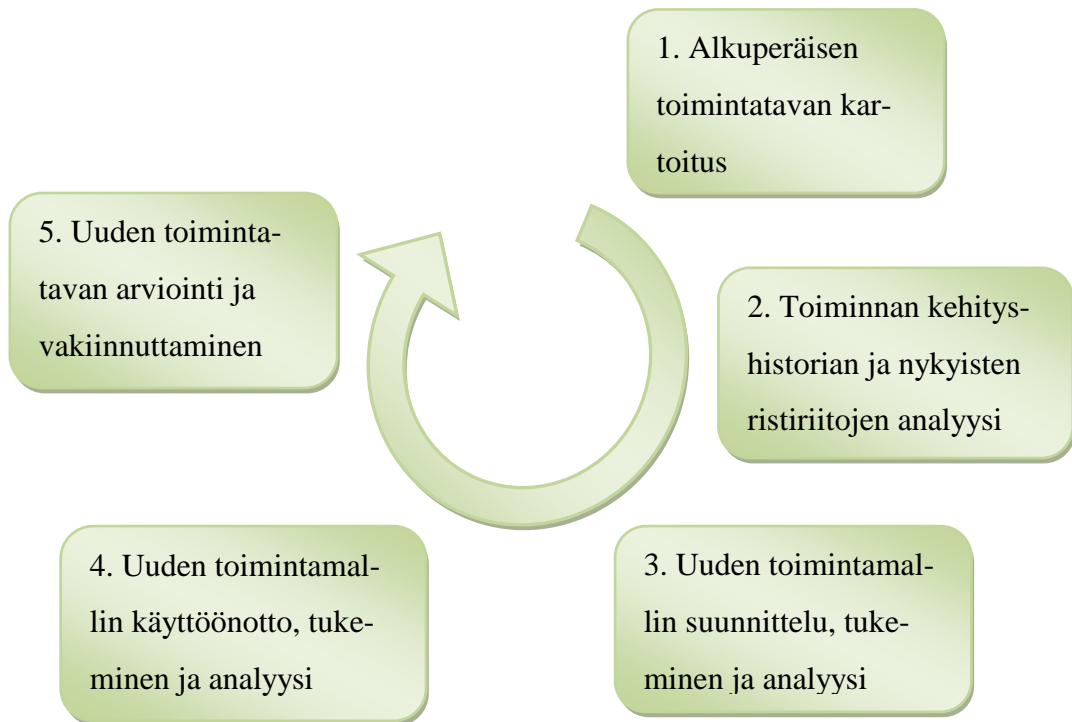 1. Alkuperäisen
toimintatavan kar-
toitus
2. Toiminnan kehitys-
historian ja nykyisten
ristiriitojen analyysi
3. Uuden toimintamal-
lin suunnittelu, tuke-
minen ja analyysi
4. Uuden toimintamal-
lin käyttöönotto, tuke-
minen ja analyysi
5. Uuden toiminta-
tavan arviointi ja
vakiinnuttaminen